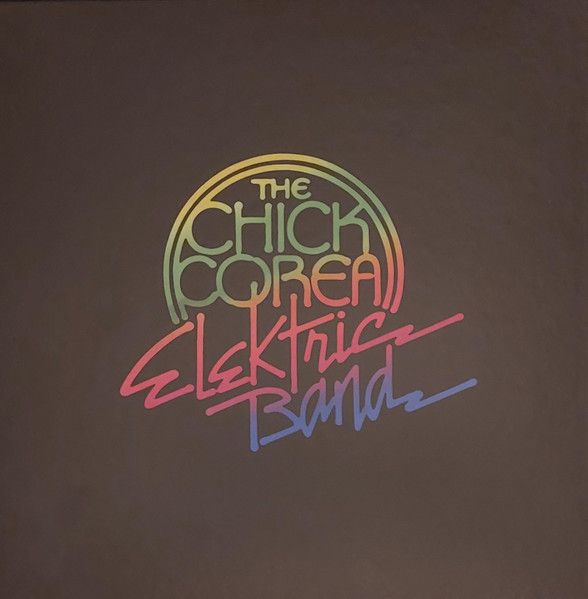 THE
CHICK
COREA
Elektric
Band